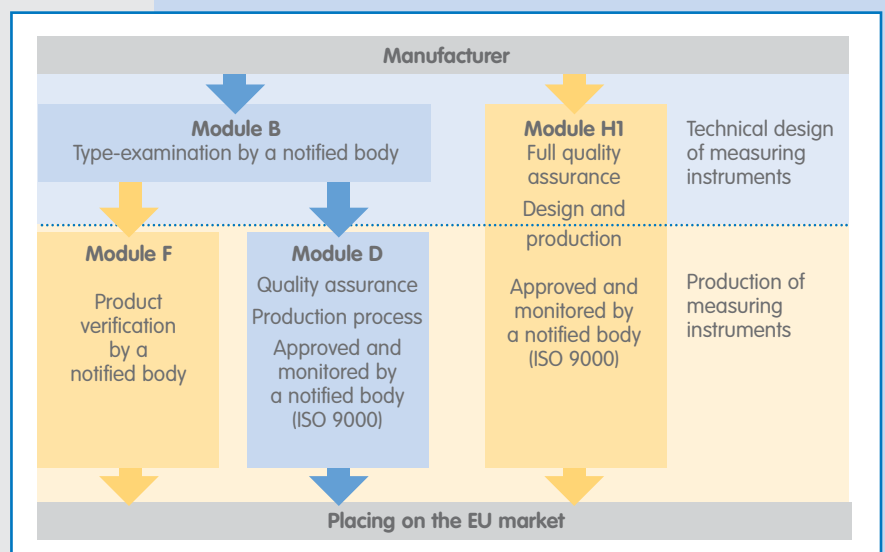 Manufacturer
Module B
Type-examination by a notified body
Module H1
Full quality
assurance
Design and
production
Approved and
monitored by
a notified body
(ISO 9000)
Technical design
of measuring
instruments
Module F
Product
verification
by a
notified body
Module D
Quality assurance
Production process
Approved and
monitored by
a notified body
(ISO 9000)
Production of
measuring
instruments
Placing on the EU market